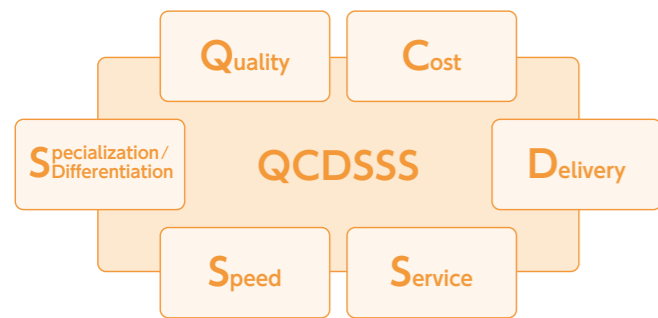 Quality
Cost
Specialization/
Differentiation
QCDSSS
Delivery
Speed
Service